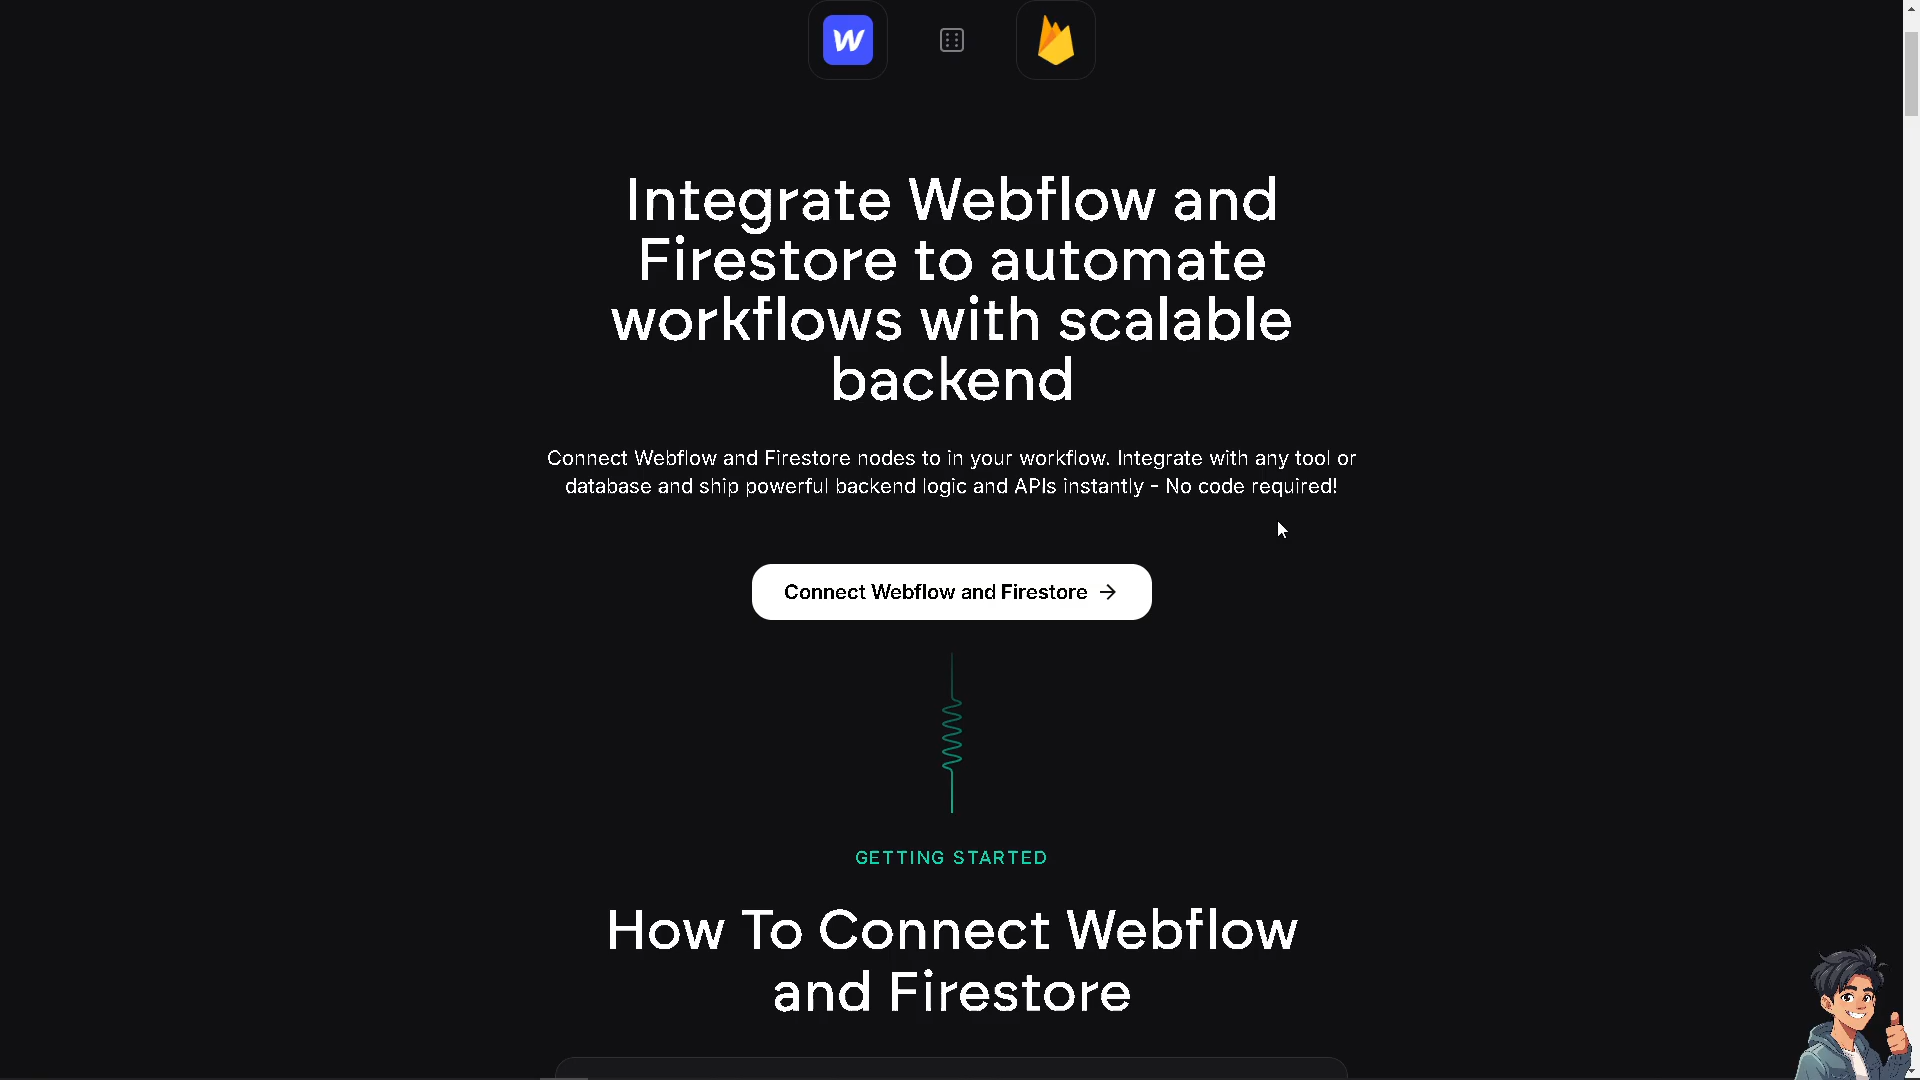 W
Integrate Webflow and
Firestore to automate
workflows with scalable
backend
Connect Webflow and Firestore nodes to in your workflow. Integrate with any tool or
database and ship powerful backend logic and APIs instantly - No code required!
Connect Webflow and Firestore →
GETTING STARTED
How To Connect Webflow
and Firestore